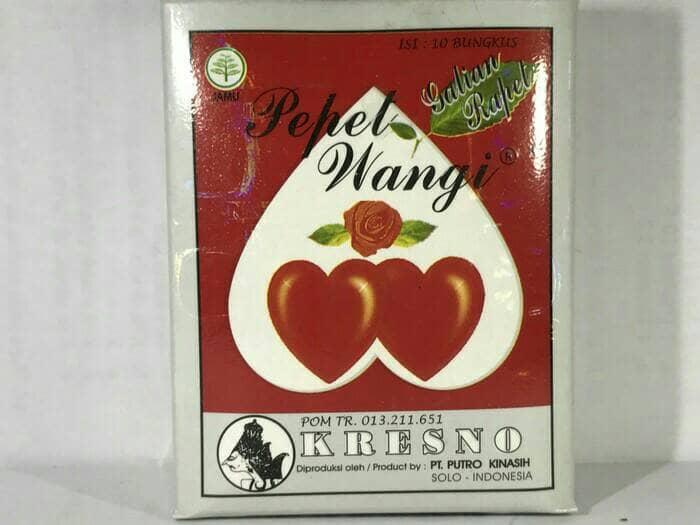 ISI : 10 BUNGKUS
JAMU
Galian
Rapet
Pepet
Wangi ®
POM TR. 013.211.651
KRESNO
Diproduksi oleh / Product by : PT. PUTRO KINASIH
SOLO - INDONESIA